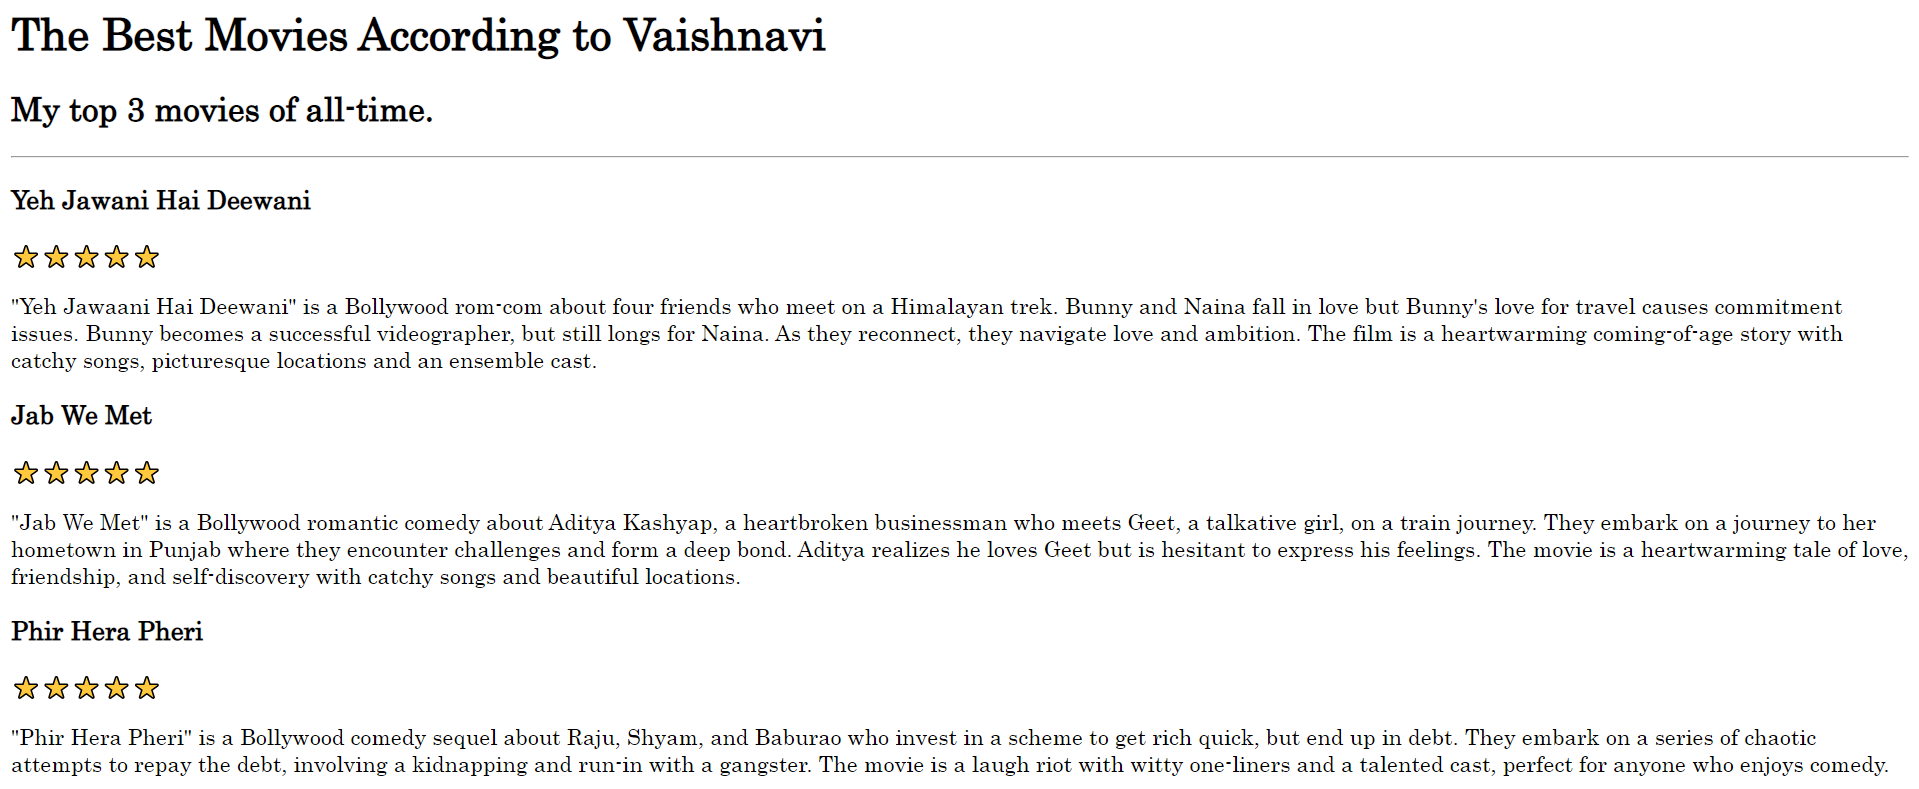 The Best Movies According to Vaishnavi
My top 3 movies of all-time.
Yeh Jawani Hai Deewani
"Yeh Jawaani Hai Deewani" is a Bollywood rom-com about four friends who meet on a Himalayan trek. Bunny and Naina fall in love but Bunny's love for travel causes commitment
issues. Bunny becomes a successful videographer, but still longs for Naina. As they reconnect, they navigate love and ambition. The film is a heartwarming coming-of-age story with
catchy songs, picturesque locations and an ensemble cast.
Jab We Met
"Jab We Met" is a Bollywood romantic comedy about Aditya Kashyap, a heartbroken businessman who meets Geet, a talkative girl, on a train journey. They embark on a journey to her
hometown in Punjab where they encounter challenges and form a deep bond. Aditya realizes he loves Geet but is hesitant to express his feelings. The movie is a heartwarming tale of love,
friendship, and self-discovery with catchy songs and beautiful locations.
Phir Hera Pheri
"Phir Hera Pheri" is a Bollywood comedy sequel about Raju, Shyam, and Baburao who invest in a scheme to get rich quick, but end up in debt. They embark on a series of chaotic
attempts to repay the debt, involving a kidnapping and run-in with a gangster. The movie is a laugh riot with witty one-liners and a talented cast, perfect for anyone who enjoys comedy.